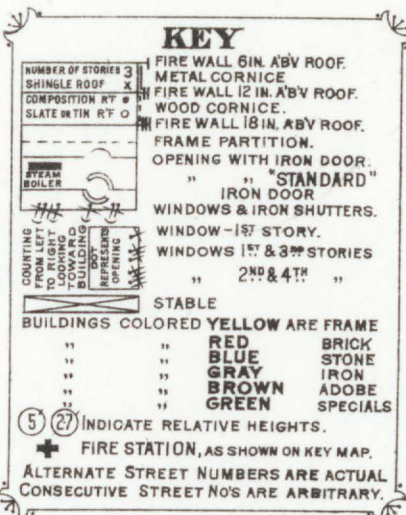 KEY
NUMBER OF STORIES 3
SHINGLE ROOF X
COMPOSITION R'F
SLATE OR TIN R'F
FIRE WALL 6IN. A'B'V ROOF.
METAL CORNICE
FIRE WALL 12 IN. A'B'V ROOF.
WOOD CORNICE.
FIRE WALL 18 IN. A'B'V ROOF.
FRAME PARTITION.
OPENING WITH IRON DOOR.
STEAM
BOILER
" " "STANDARD"
IRON DOOR
WINDOWS & IRON SHUTTERS.
COUNTING
FROM LEFT
TO RIGHT
LOOKING
TOWARD
BUILDING
DOT
REPRESENTS
OPENING
WINDOW-1ST STORY.
WINDOWS 1ST & 3RD STORIES
" 2ND & 4TH "
STABLE
BUILDINGS COLORED YELLOW ARE FRAME
" " RED BRICK
" " BLUE STONE
" " GRAY IRON
" " BROWN ADOBE
" " GREEN SPECIALS
5' 27' INDICATE RELATIVE HEIGHTS.
FIRE STATION, AS SHOWN ON KEY MAP.
ALTERNATE STREET NUMBERS ARE ACTUAL
CONSECUTIVE STREET NO'S ARE ARBITRARY.